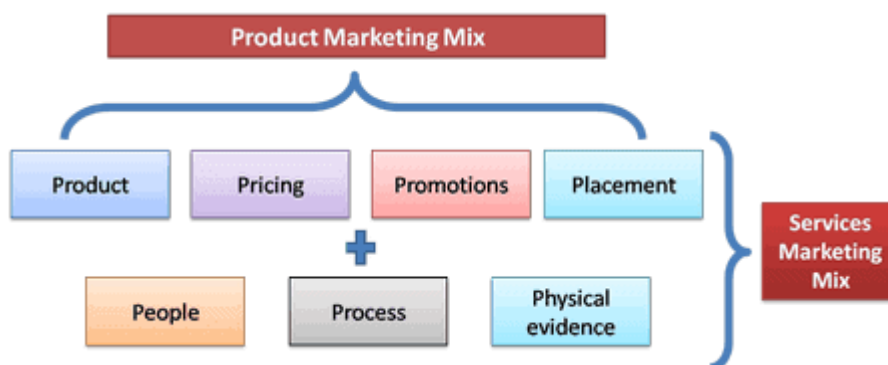 Product Marketing Mix
Product
Pricing
Promotions
Placement
People
Process
Physical
evidence
Services
Marketing
Mix